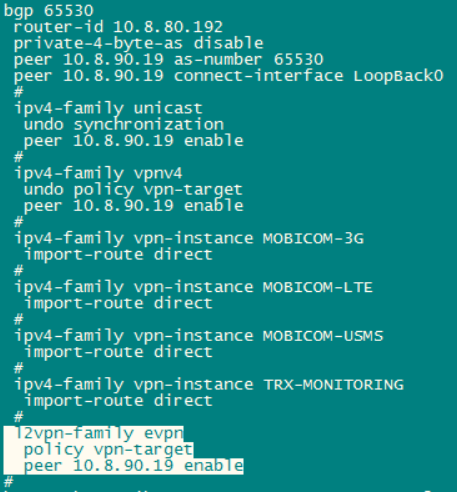 bgp 65530
router-id 10.8.80.192
private-4-byte-as disable
peer 10.8.90.19 as-number 65530
peer 10.8.90.19 connect-interface LoopBack0
#
ipv4-family unicast
undo synchronization
peer 10.8.90.19 enable
#
ipv4-family vpnv4
undo policy vpn-target
peer 10.8.90.19 enable
#
ipv4-family vpn-instance MOBICOM-3G
import-route direct
#
ipv4-family vpn-instance MOBICOM-LTE
import-route direct
#
ipv4-family vpn-instance MOBICOM-USMS
import-route direct
#
ipv4-family vpn-instance TRX-MONITORING
import-route direct
#
l2vpn-family evpn
policy vpn-target
peer 10.8.90.19 enable
#